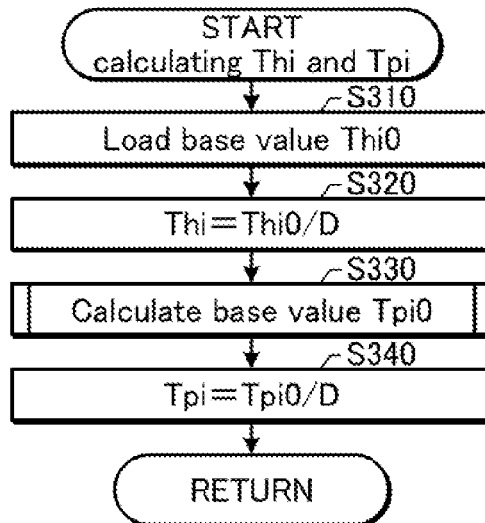 START
calculating Thi and Tpi
S310
Load base value Thi0
S320
Thi=Thi0/D
S330
Calculate base value Tpi0
S340
Tpi=Tpi0/D
RETURN